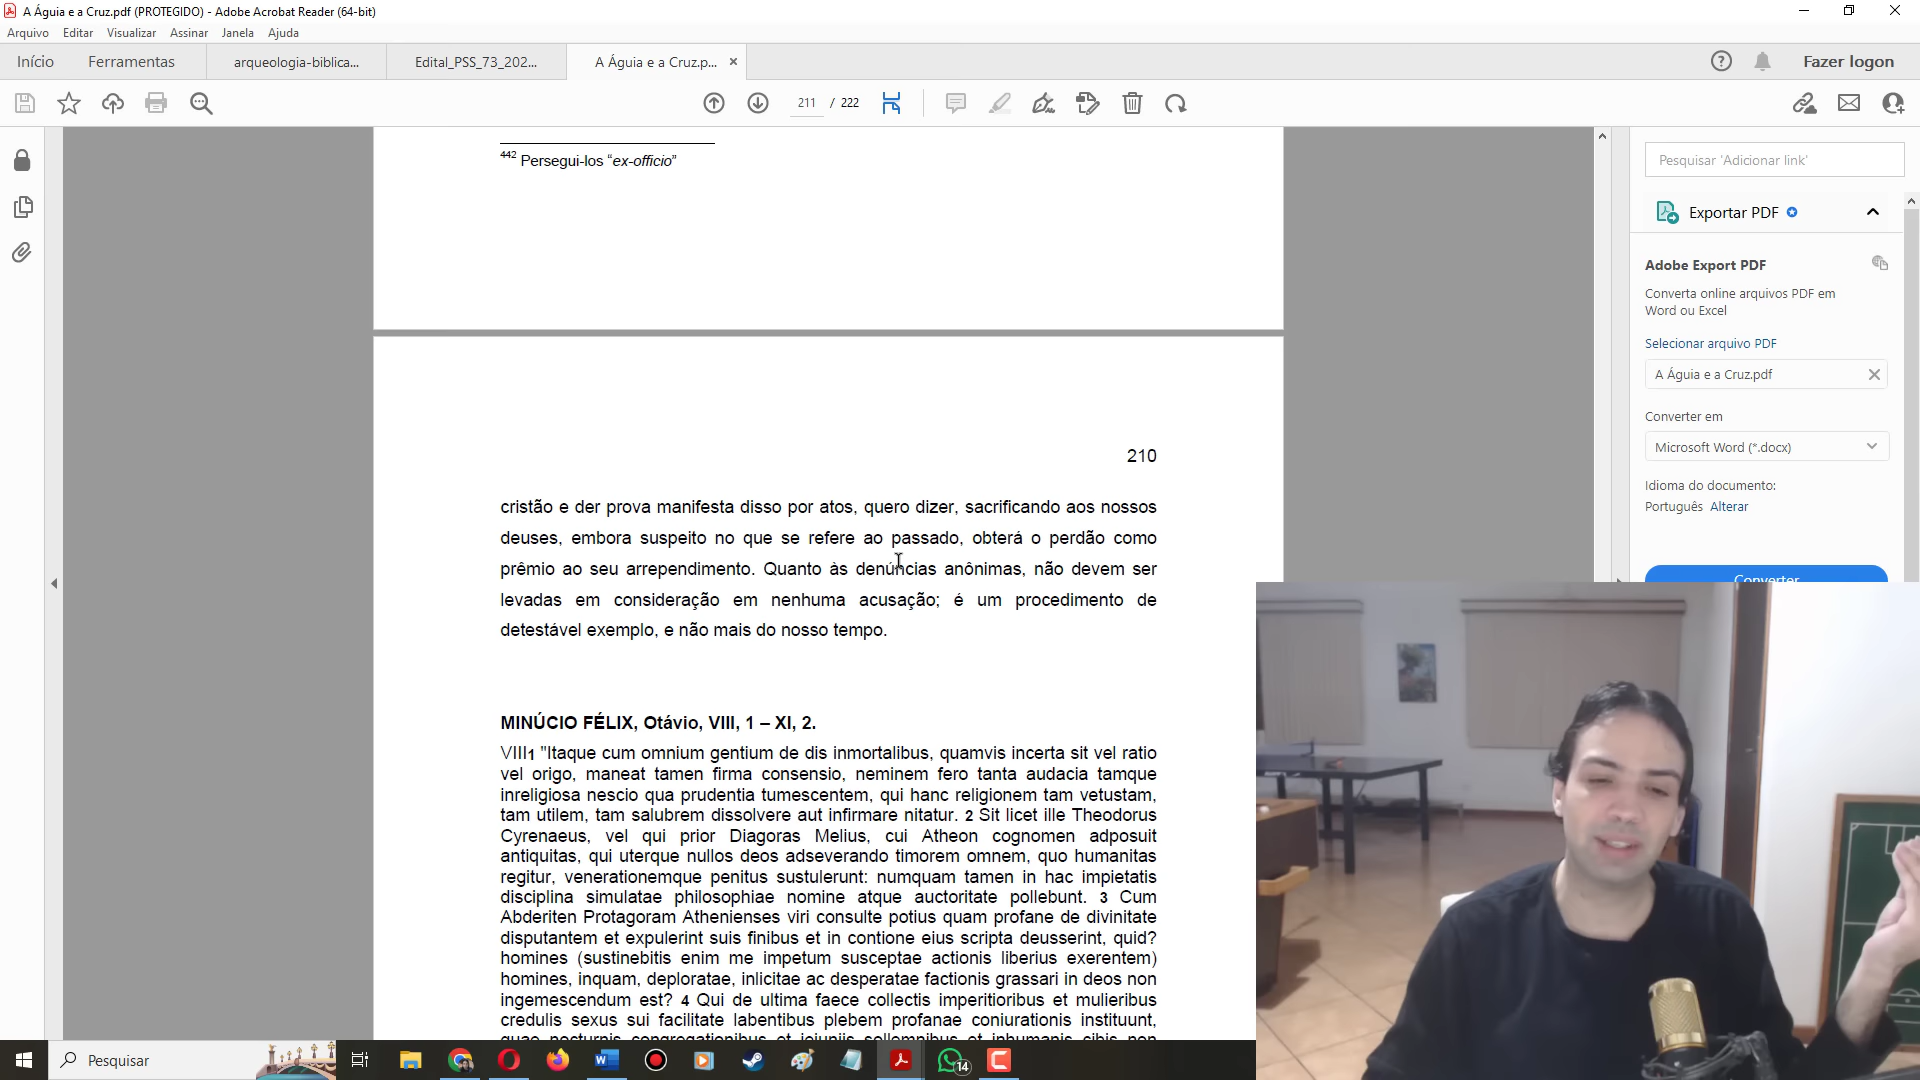 A Águia e a Cruz.pdf (PROTEGIDO) - Adobe Acrobat Reader (64-bit)
Arquivo Editar Visualizar Assinar Janela Ajuda
Início Ferramentas arqueologia-biblica... Edital_PSS_73_202... A Águia e a Cruz.p... Fazer logon
211 / 222
442 Persegui-los “ex-officio”
210
cristão e der prova manifesta disso por atos, quero dizer, sacrificando aos nossos
deuses, embora suspeito no que se refere ao passado, obterá o perdão como
prêmio ao seu arrependimento. Quanto às denúncias anônimas, não devem ser
levadas em consideração em nenhuma acusação; é um procedimento de
detestável exemplo, e não mais do nosso tempo.
MINÚCIO FÉLIX, Otávio, VIII, 1 – XI, 2.
VIII1 "Itaque cum omnium gentium de dis inmortalibus, quamvis incerta sit vel ratio
vel origo, maneat tamen firma consensio, neminem fero tanta audacia tamque
inreligiosa nescio qua prudentia tumescentem, qui hanc religionem tam vetustam,
tam utilem, tam salubrem dissolvere aut infirmare nitatur. 2 Sit licet ille Theodorus
Cyrenaeus, vel qui prior Diagoras Melius, cui Atheon cognomen adposuit
antiquitas, qui uterque nullos deos adseverando timorem omnem, quo humanitas
regitur, venerationemque penitus sustulerunt: numquam tamen in hac impietatis
disciplina simulatae philosophiae nomine atque auctoritate pollebunt. 3 Cum
Abderiten Protagoram Athenienses viri consulte potius quam profane de divinitate
disputantem et expulerint suis finibus et in contione eius scripta deusserint, quid?
homines (sustinebitis enim me impetum susceptae actionis liberius exerentem)
homines, inquam, deploratae, inlicitae ac desperatae factionis grassari in deos non
ingemescendum est? 4 Qui de ultima faece collectis imperitioribus et mulieribus
credulis sexus sui facilitate labentibus plebem profanae coniurationis instituunt,
quae nocturnis congregationibus et ieiuniis sollemnibus et inhumanis cibis non
Pesquisar 'Adicionar link'
Exportar PDF
Adobe Export PDF
Converta online arquivos PDF em
Word ou Excel
Selecionar arquivo PDF
A Águia e a Cruz.pdf
Converter em
Microsoft Word (*.docx)
Idioma do documento:
Português Alterar
Converter
Pesquisar
14